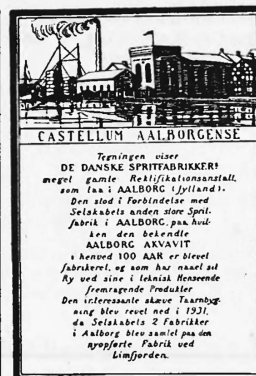 CASTELLUM AALBORGENSE
Tegningen viser
DE DANSKE SPRITFABRIKKER!
meget gamle Rektifikationsanstalt,
som laa i AALBORG (Jylland).
Den stod i Forbindelse med
Selskabets anden store Sprit-
fabrik i AALBORG, paa hvil-
ken den bekendte
AALBORG AKVAVIT
i henved 100 AAR er blevet
fabrikeret, og som har naaet sit
Ry ved sine i teknisk Henseende
fremragende Produkter
Den interessante skæve Taarnbyg-
ning blev revet ned i 1931,
da Selskabets 2 Fabrikker
i Aalborg blev samlet paa den
nyopførte Fabrik ved
Limfjorden.